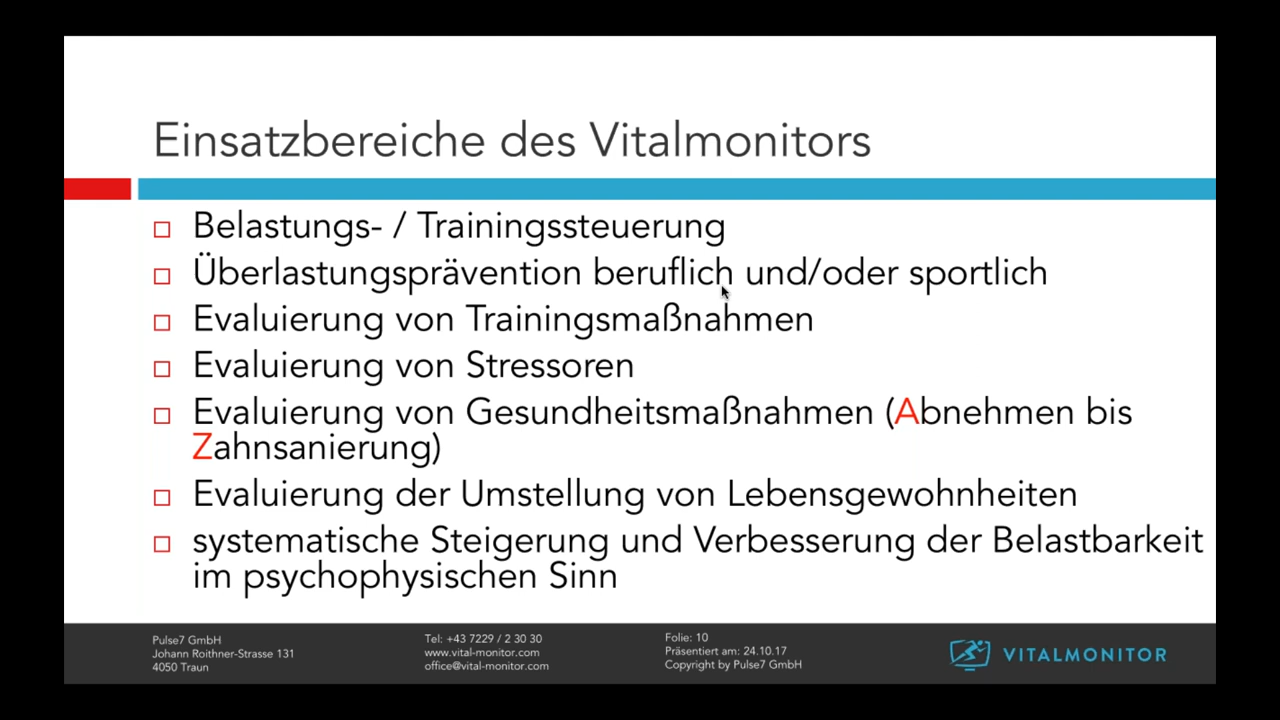 Einsatzbereiche des Vitalmonitors
Belastungs- / Trainingssteuerung
Überlastungsprävention beruflich und/oder sportlich
Evaluierung von Trainingsmaßnahmen
Evaluierung von Stressoren
Evaluierung von Gesundheitsmaßnahmen (Abnehmen bis
Zahnsanierung)
Evaluierung der Umstellung von Lebensgewohnheiten
systematische Steigerung und Verbesserung der Belastbarkeit
im psychophysischen Sinn
Pulse7 GmbH
Johann Roithner-Strasse 131
4050 Traun
Tel: +43 7229 / 2 30 30
www.vital-monitor.com
office@vital-monitor.com
Folie: 10
Präsentiert am: 24.10.17
Copyright by Pulse7 GmbH
VITALMONITOR